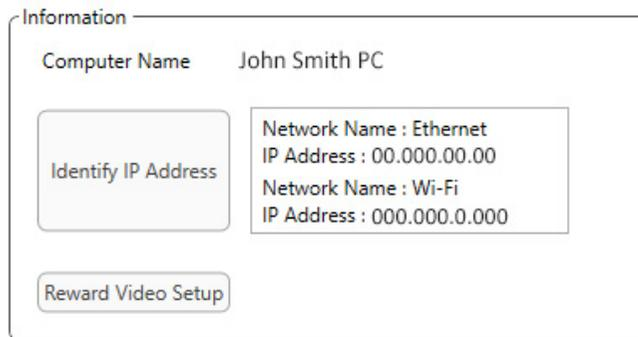 Information
Computer Name John Smith PC
Identify IP Address
Network Name : Ethernet
IP Address : 00.000.00.00
Network Name : Wi-Fi
IP Address : 000.000.0.000
Reward Video Setup